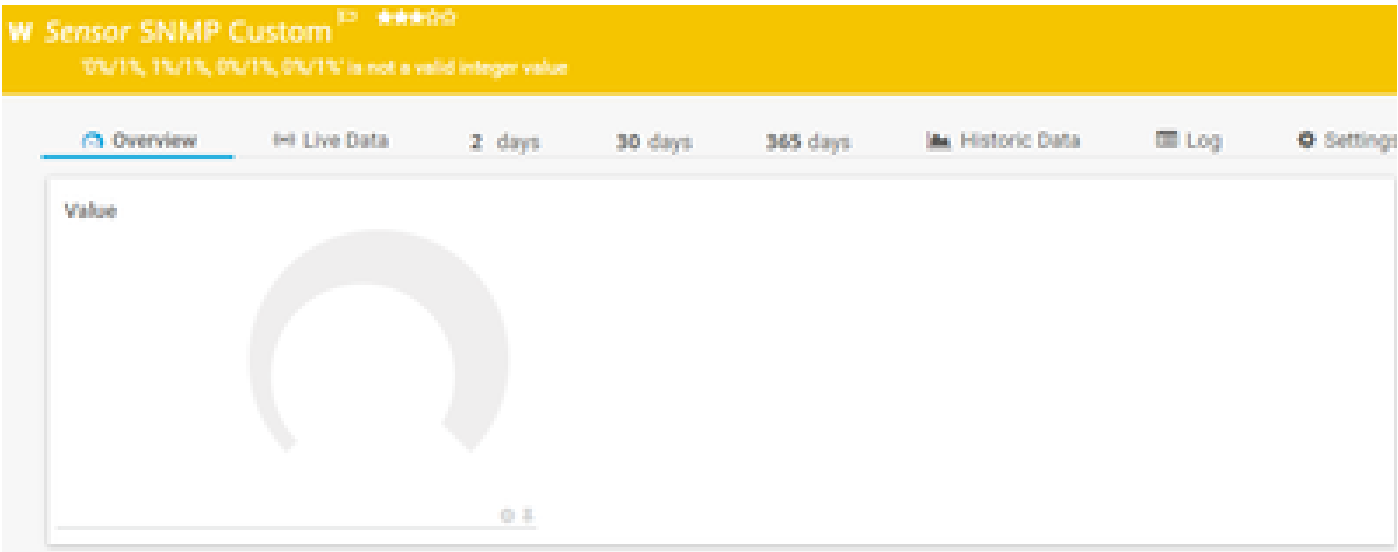 W Sensor SNMP Custom
'0%/1%, 1%/1%, 0%/1%, 0%/1%' is not a valid integer value
Overview Live Data 2 days 30 days 365 days Historic Data Log Settings
Value